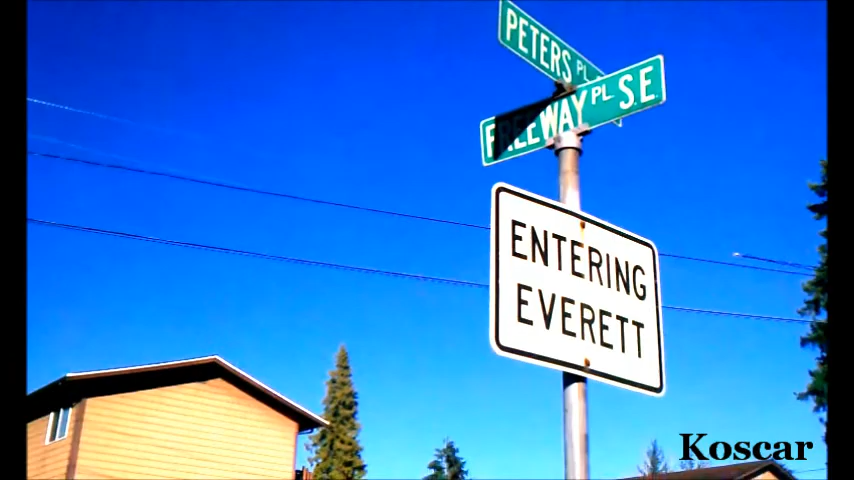 PETERS PL
FREEWAY PL S.E.
ENTERING
EVERETT
Koscar